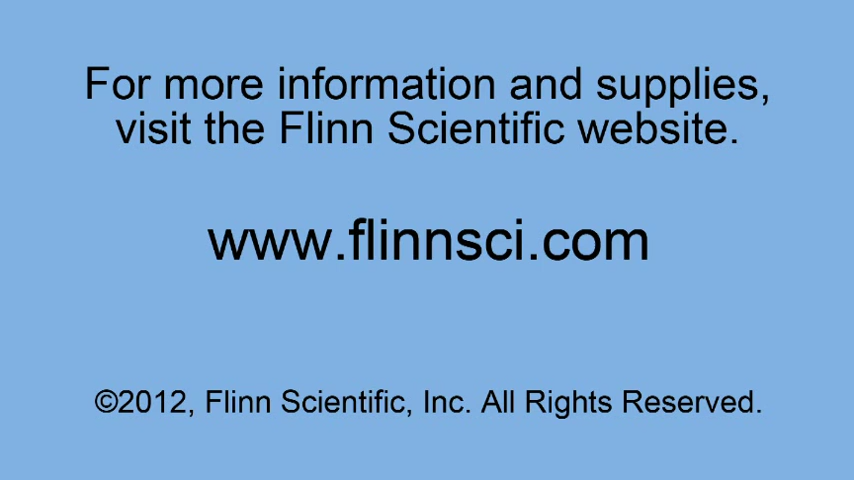 For more information and supplies,
visit the Flinn Scientific website.
www.flinnsci.com
©2012, Flinn Scientific, Inc. All Rights Reserved.